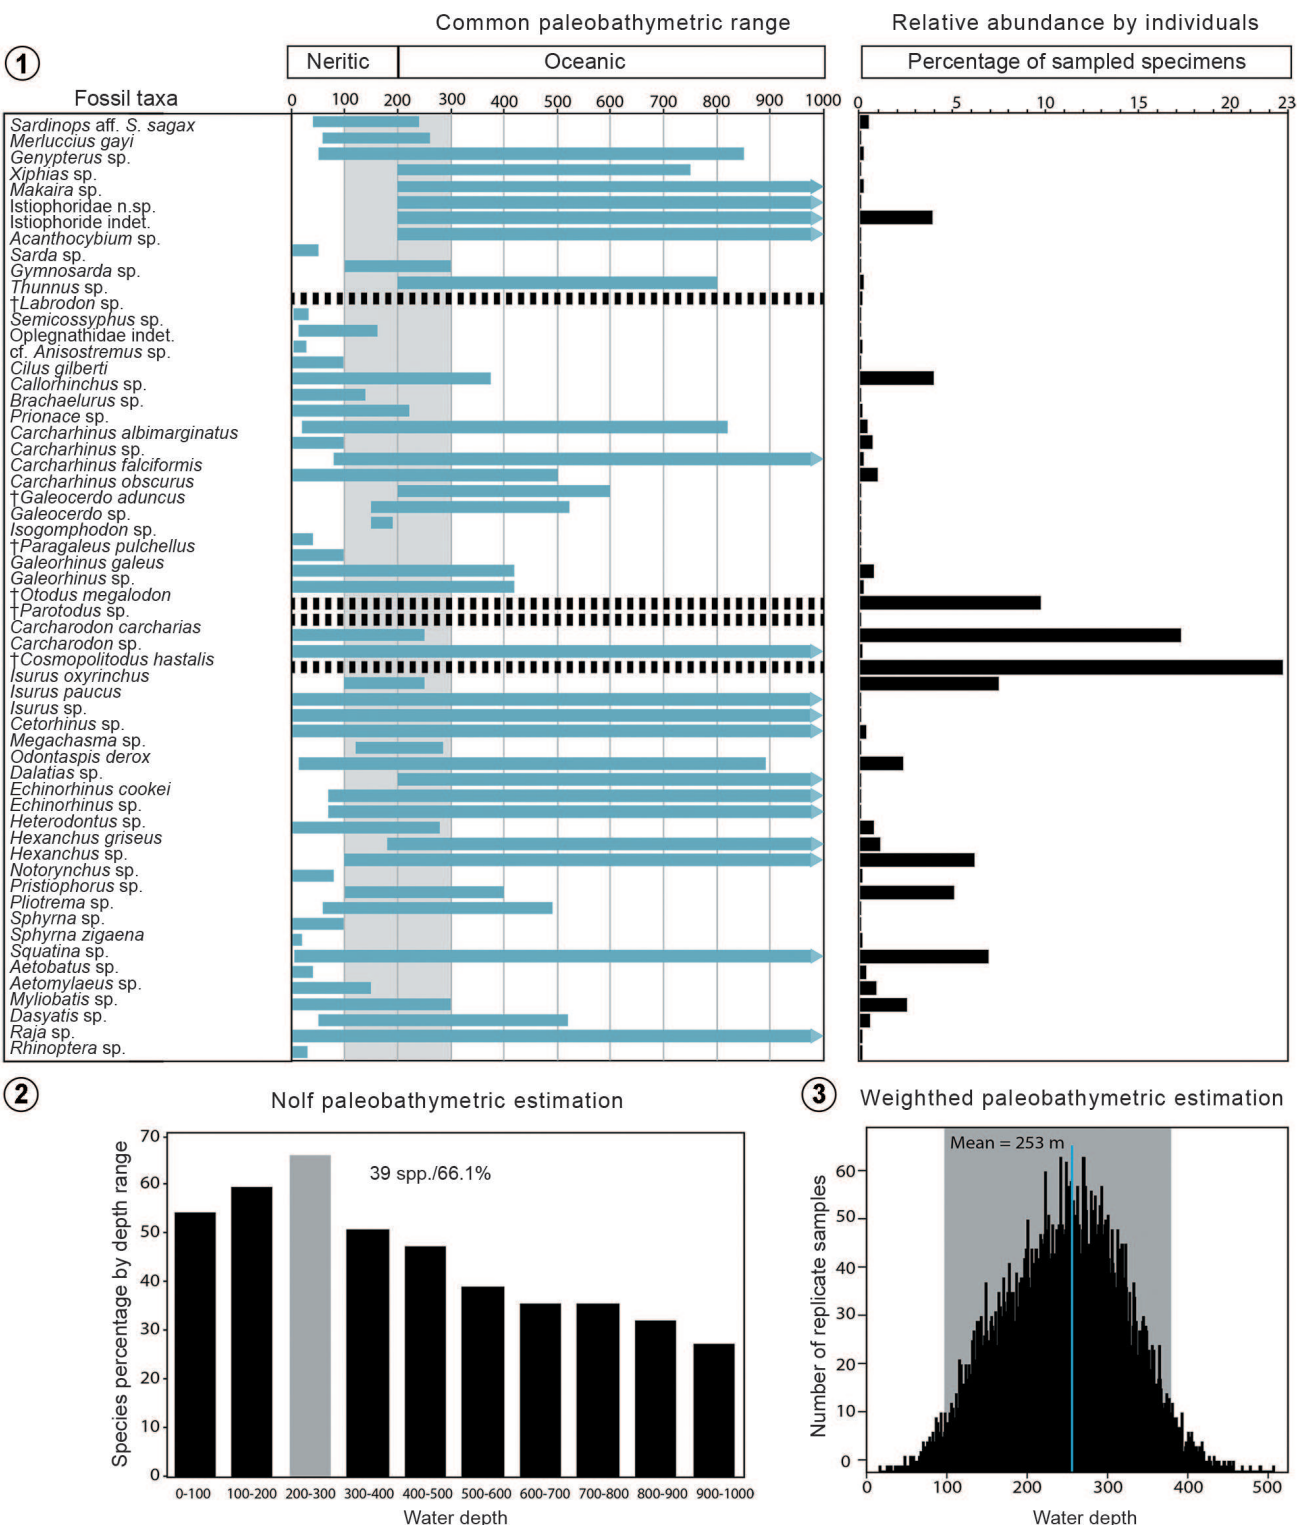 Common paleobathymetric range
Relative abundance by individuals
1
Neritic
Oceanic
Percentage of sampled specimens
Fossil taxa
0 100 200 300 400 500 600 700 800 900 1000
0 5 10 15 20 23
Sardinops aff. S. sagax
Merluccius gayi
Genypterus sp.
Xiphias sp.
Makaira sp.
Istiophoridae n.sp.
Istiophoride indet.
Acanthocybium sp.
Sarda sp.
Gymnosarda sp.
Thunnus sp.
†Labrodon sp.
Semicossyphus sp.
Oplegnathidae indet.
cf. Anisostremus sp.
Cilus gilberti
Callorhinchus sp.
Brachaelurus sp.
Prionace sp.
Carcharhinus albimarginatus
Carcharhinus sp.
Carcharhinus falciformis
Carcharhinus obscurus
†Galeocerdo aduncus
Galeocerdo sp.
Isogomphodon sp.
†Paragaleus pulchellus
Galeorhinus galeus
Galeorhinus sp.
†Otodus megalodon
†Parotodus sp.
Carcharodon carcharias
Carcharodon sp.
†Cosmopolitodus hastalis
Isurus oxyrinchus
Isurus paucus
Isurus sp.
Cetorhinus sp.
Megachasma sp.
Odontaspis derox
Dalatias sp.
Echinorhinus cookei
Echinorhinus sp.
Heterodontus sp.
Hexanchus griseus
Hexanchus sp.
Notorynchus sp.
Pristiophorus sp.
Pliotrema sp.
Sphyrna sp.
Sphyrna zigaena
Squatina sp.
Aetobatus sp.
Aetomylaeus sp.
Myliobatis sp.
Dasyatis sp.
Raja sp.
Rhinoptera sp.
2
Nolf paleobathymetric estimation
Species percentage by depth range
70
60
50
40
30
20
10
0
39 spp./66.1%
0-100 100-200 200-300 300-400 400-500 500-600 600-700 700-800 800-900 900-1000
Water depth
3
Weighthed paleobathymetric estimation
Mean = 253 m
Number of replicate samples
60
50
40
30
20
10
0
0 100 200 300 400 500
Water depth